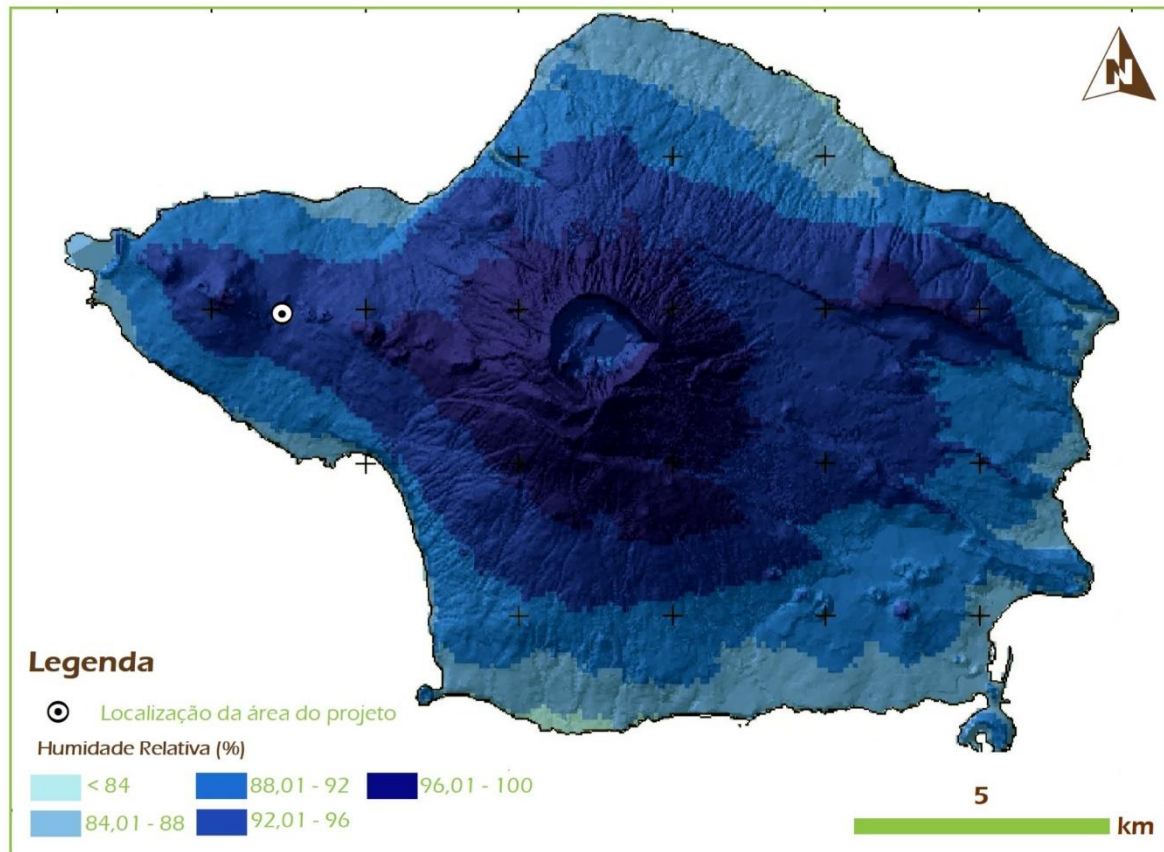 N
Legenda
Localização da área do projeto
Humidade Relativa (%)
< 84
88,01 - 92
96,01 - 100
84,01 - 88
92,01 - 96
5
km